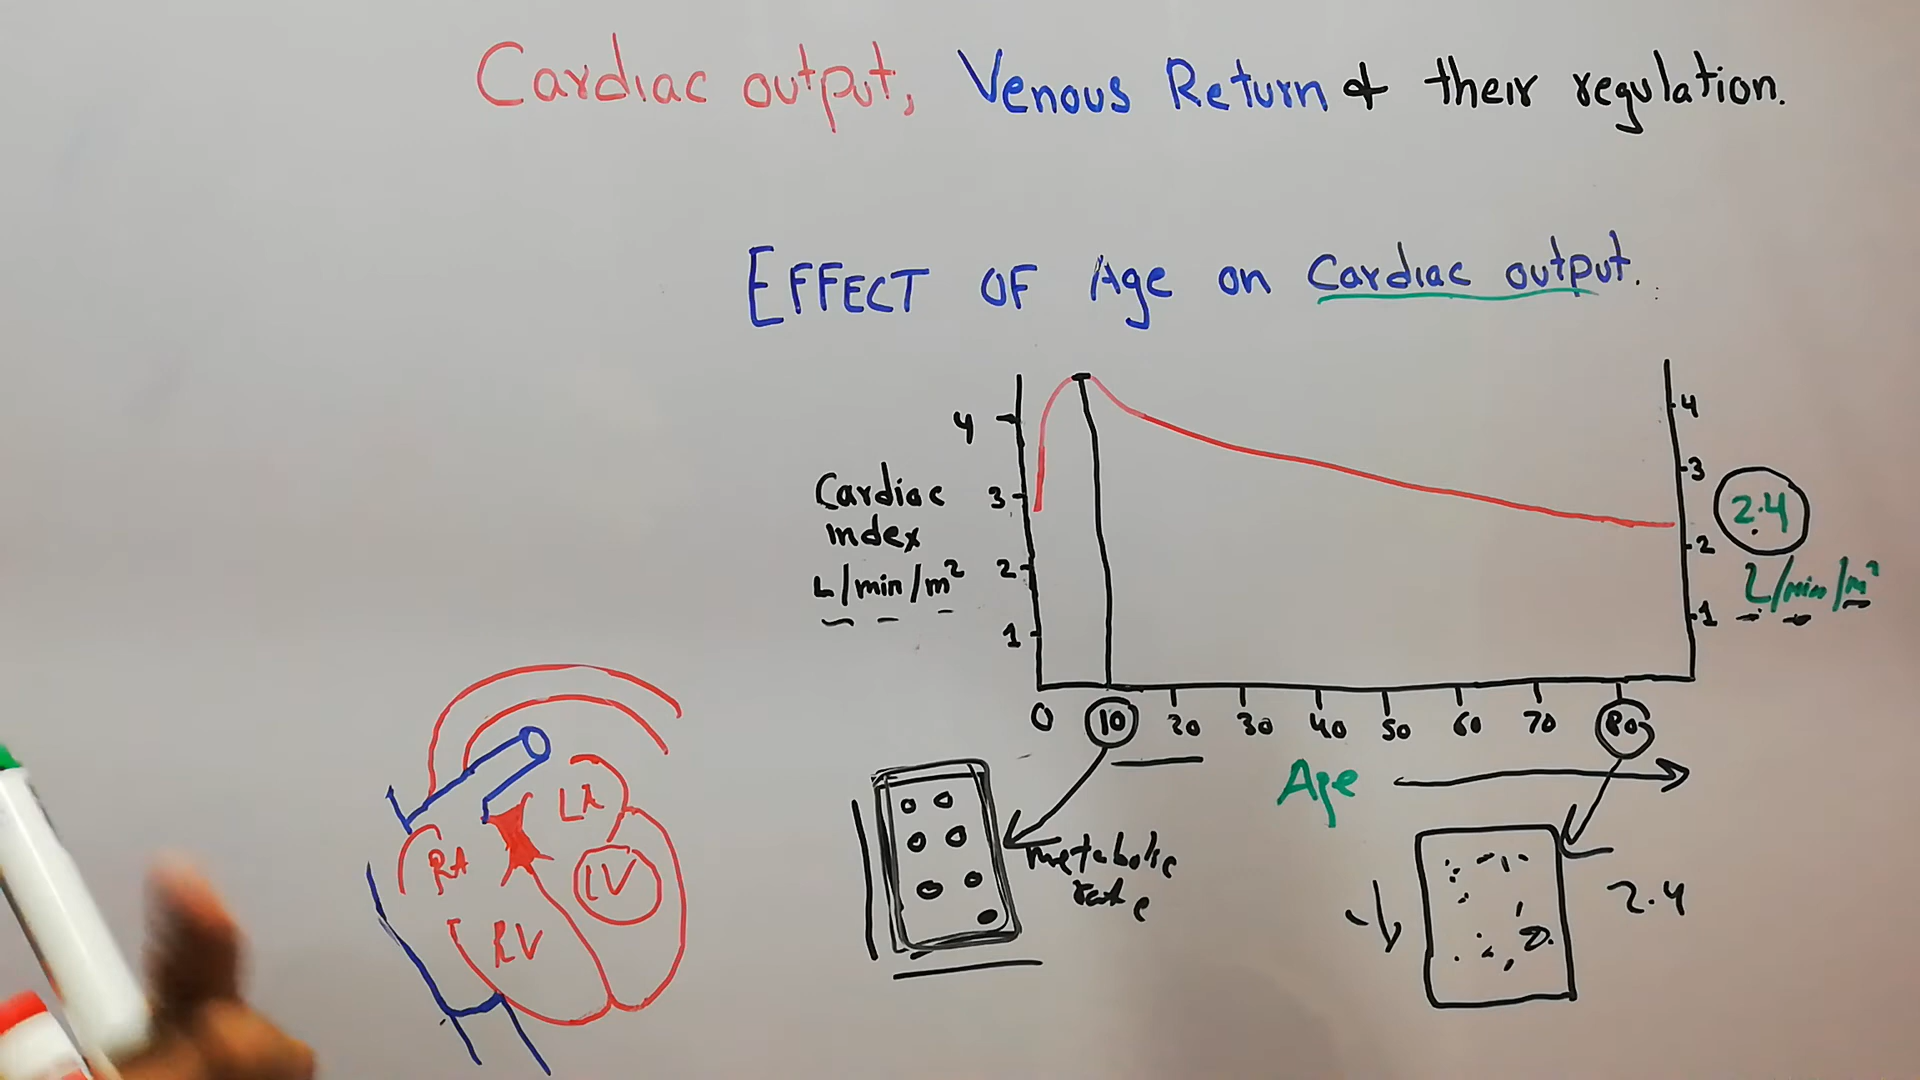 Cardiac output, Venous Return & their regulation.
EFFECT OF Age on Cardiac output.
4
3
2
1
Cardiac
index
L/min/m²
4
3
2
1
2.4
L/min/m²
0 10 20 30 40 50 60 70 80
Age
metabolic
rate
2.4
LA
RA
LV
RV